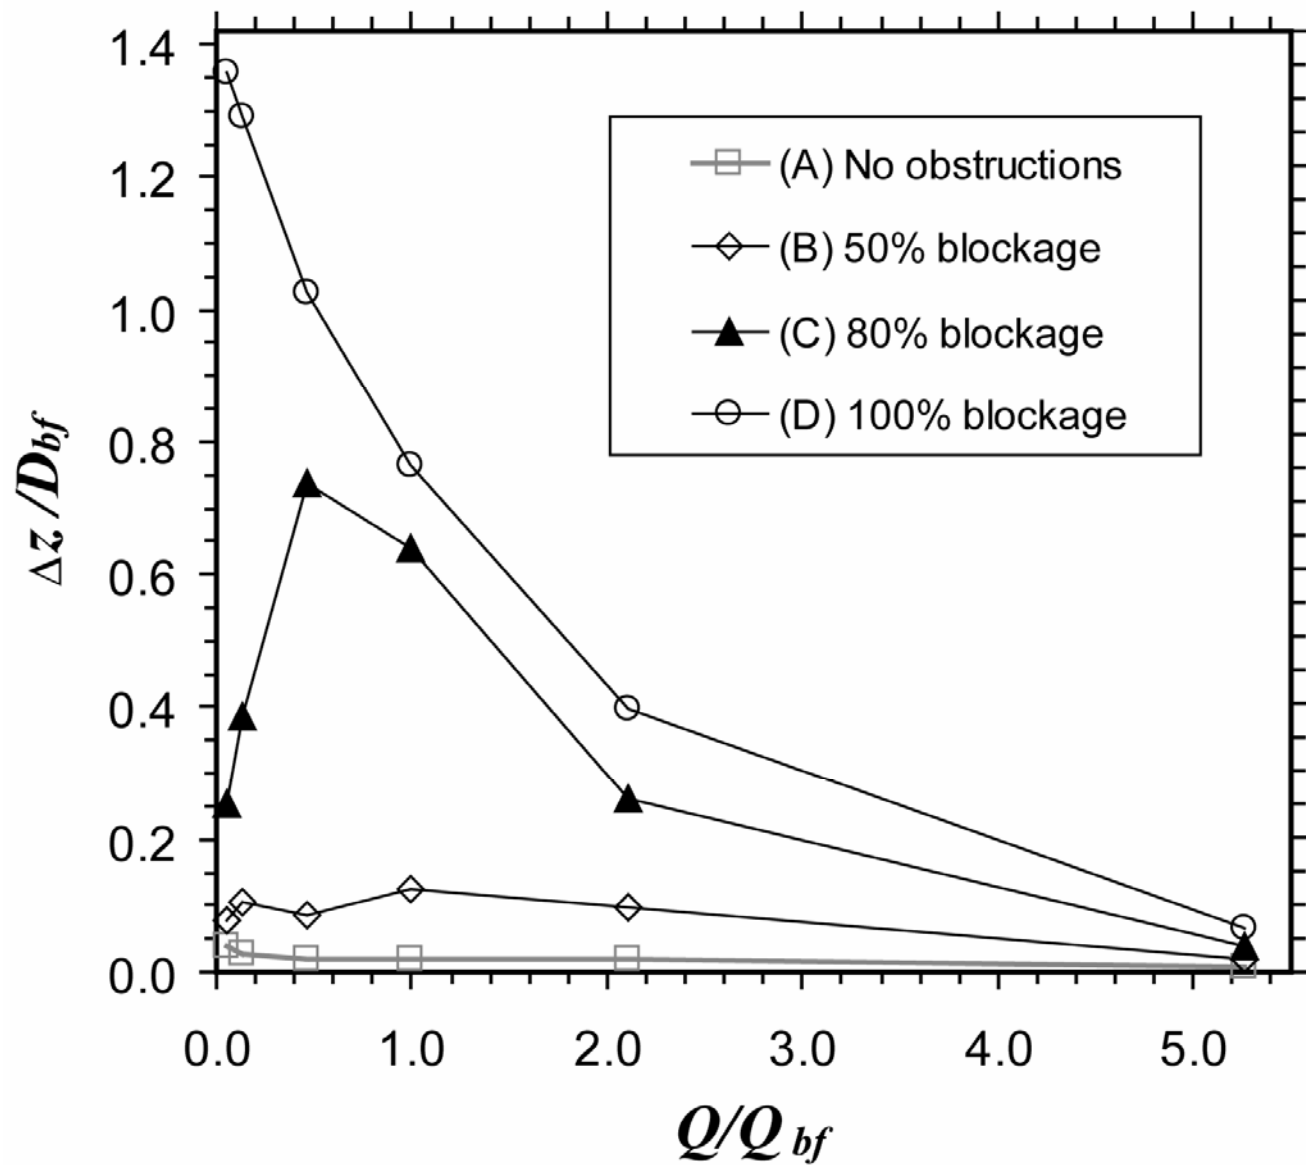 1.4
1.2
1.0
0.8
0.6
0.4
0.2
0.0
Δz/Dbf
(A) No obstructions
(B) 50% blockage
(C) 80% blockage
(D) 100% blockage
0.0 1.0 2.0 3.0 4.0 5.0
Q/Qbf